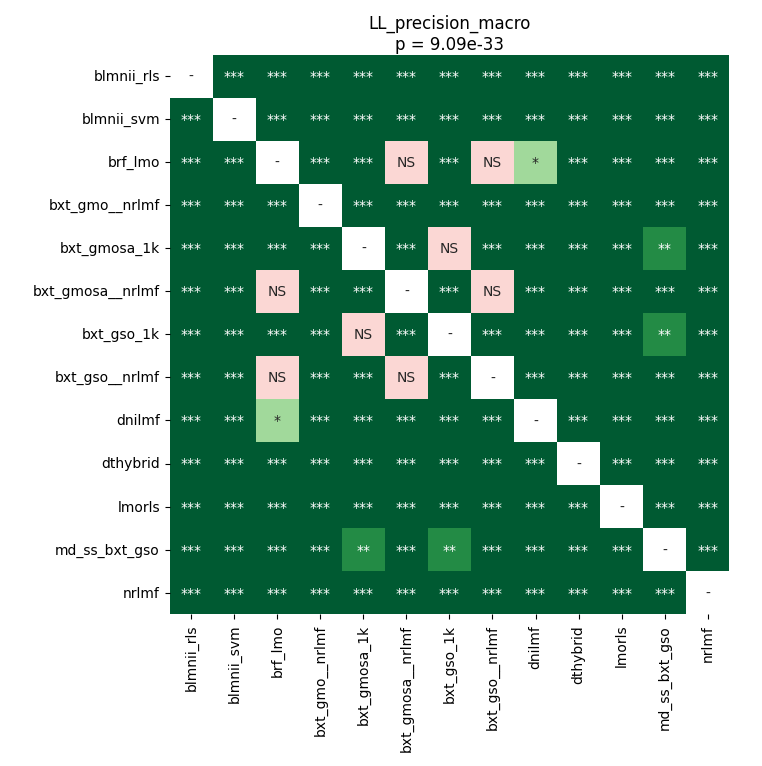 LL_precision_macro
p = 9.09e-33
blmnii_rls - *** *** *** *** *** *** *** *** *** *** *** ***
blmnii_svm *** - *** *** *** *** *** *** *** *** *** *** ***
brf_lmo *** *** - *** *** NS *** NS * *** *** *** ***
bxt_gmo__nrlmf *** *** *** - *** *** *** *** *** *** *** *** ***
bxt_gmosa_1k *** *** *** *** - *** NS *** *** *** *** ** ***
bxt_gmosa__nrlmf *** *** NS *** *** - *** NS *** *** *** *** ***
bxt_gso_1k *** *** *** *** NS *** - *** *** *** *** ** ***
bxt_gso__nrlmf *** *** NS *** *** NS *** - *** *** *** *** ***
dnilmf *** *** * *** *** *** *** *** - *** *** *** ***
dthybrid *** *** *** *** *** *** *** *** *** - *** *** ***
lmorls *** *** *** *** *** *** *** *** *** *** - *** ***
md_ss_bxt_gso *** *** *** *** ** *** ** *** *** *** *** - ***
nrlmf *** *** *** *** *** *** *** *** *** *** *** *** -
blmnii_rls
blmnii_svm
brf_lmo
bxt_gmo__nrlmf
bxt_gmosa_1k
bxt_gmosa__nrlmf
bxt_gso_1k
bxt_gso__nrlmf
dnilmf
dthybrid
lmorls
md_ss_bxt_gso
nrlmf